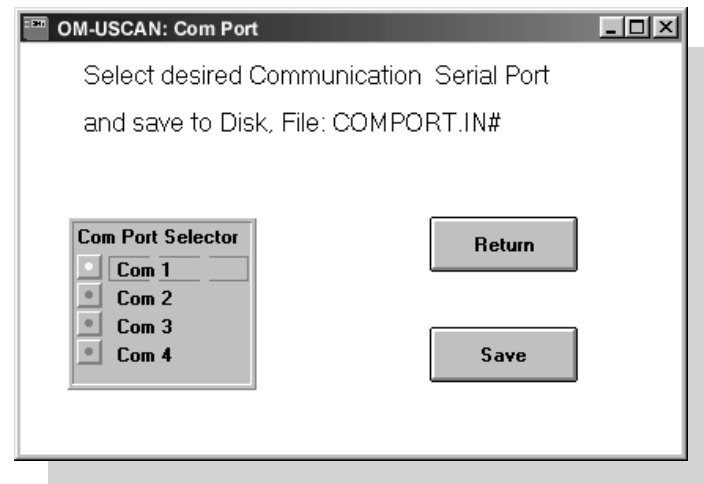 OM-USCAN: Com Port
Select desired Communication Serial Port
and save to Disk, File: COMPORT.IN#
Com Port Selector
Com 1
Com 2
Com 3
Com 4
Return
Save